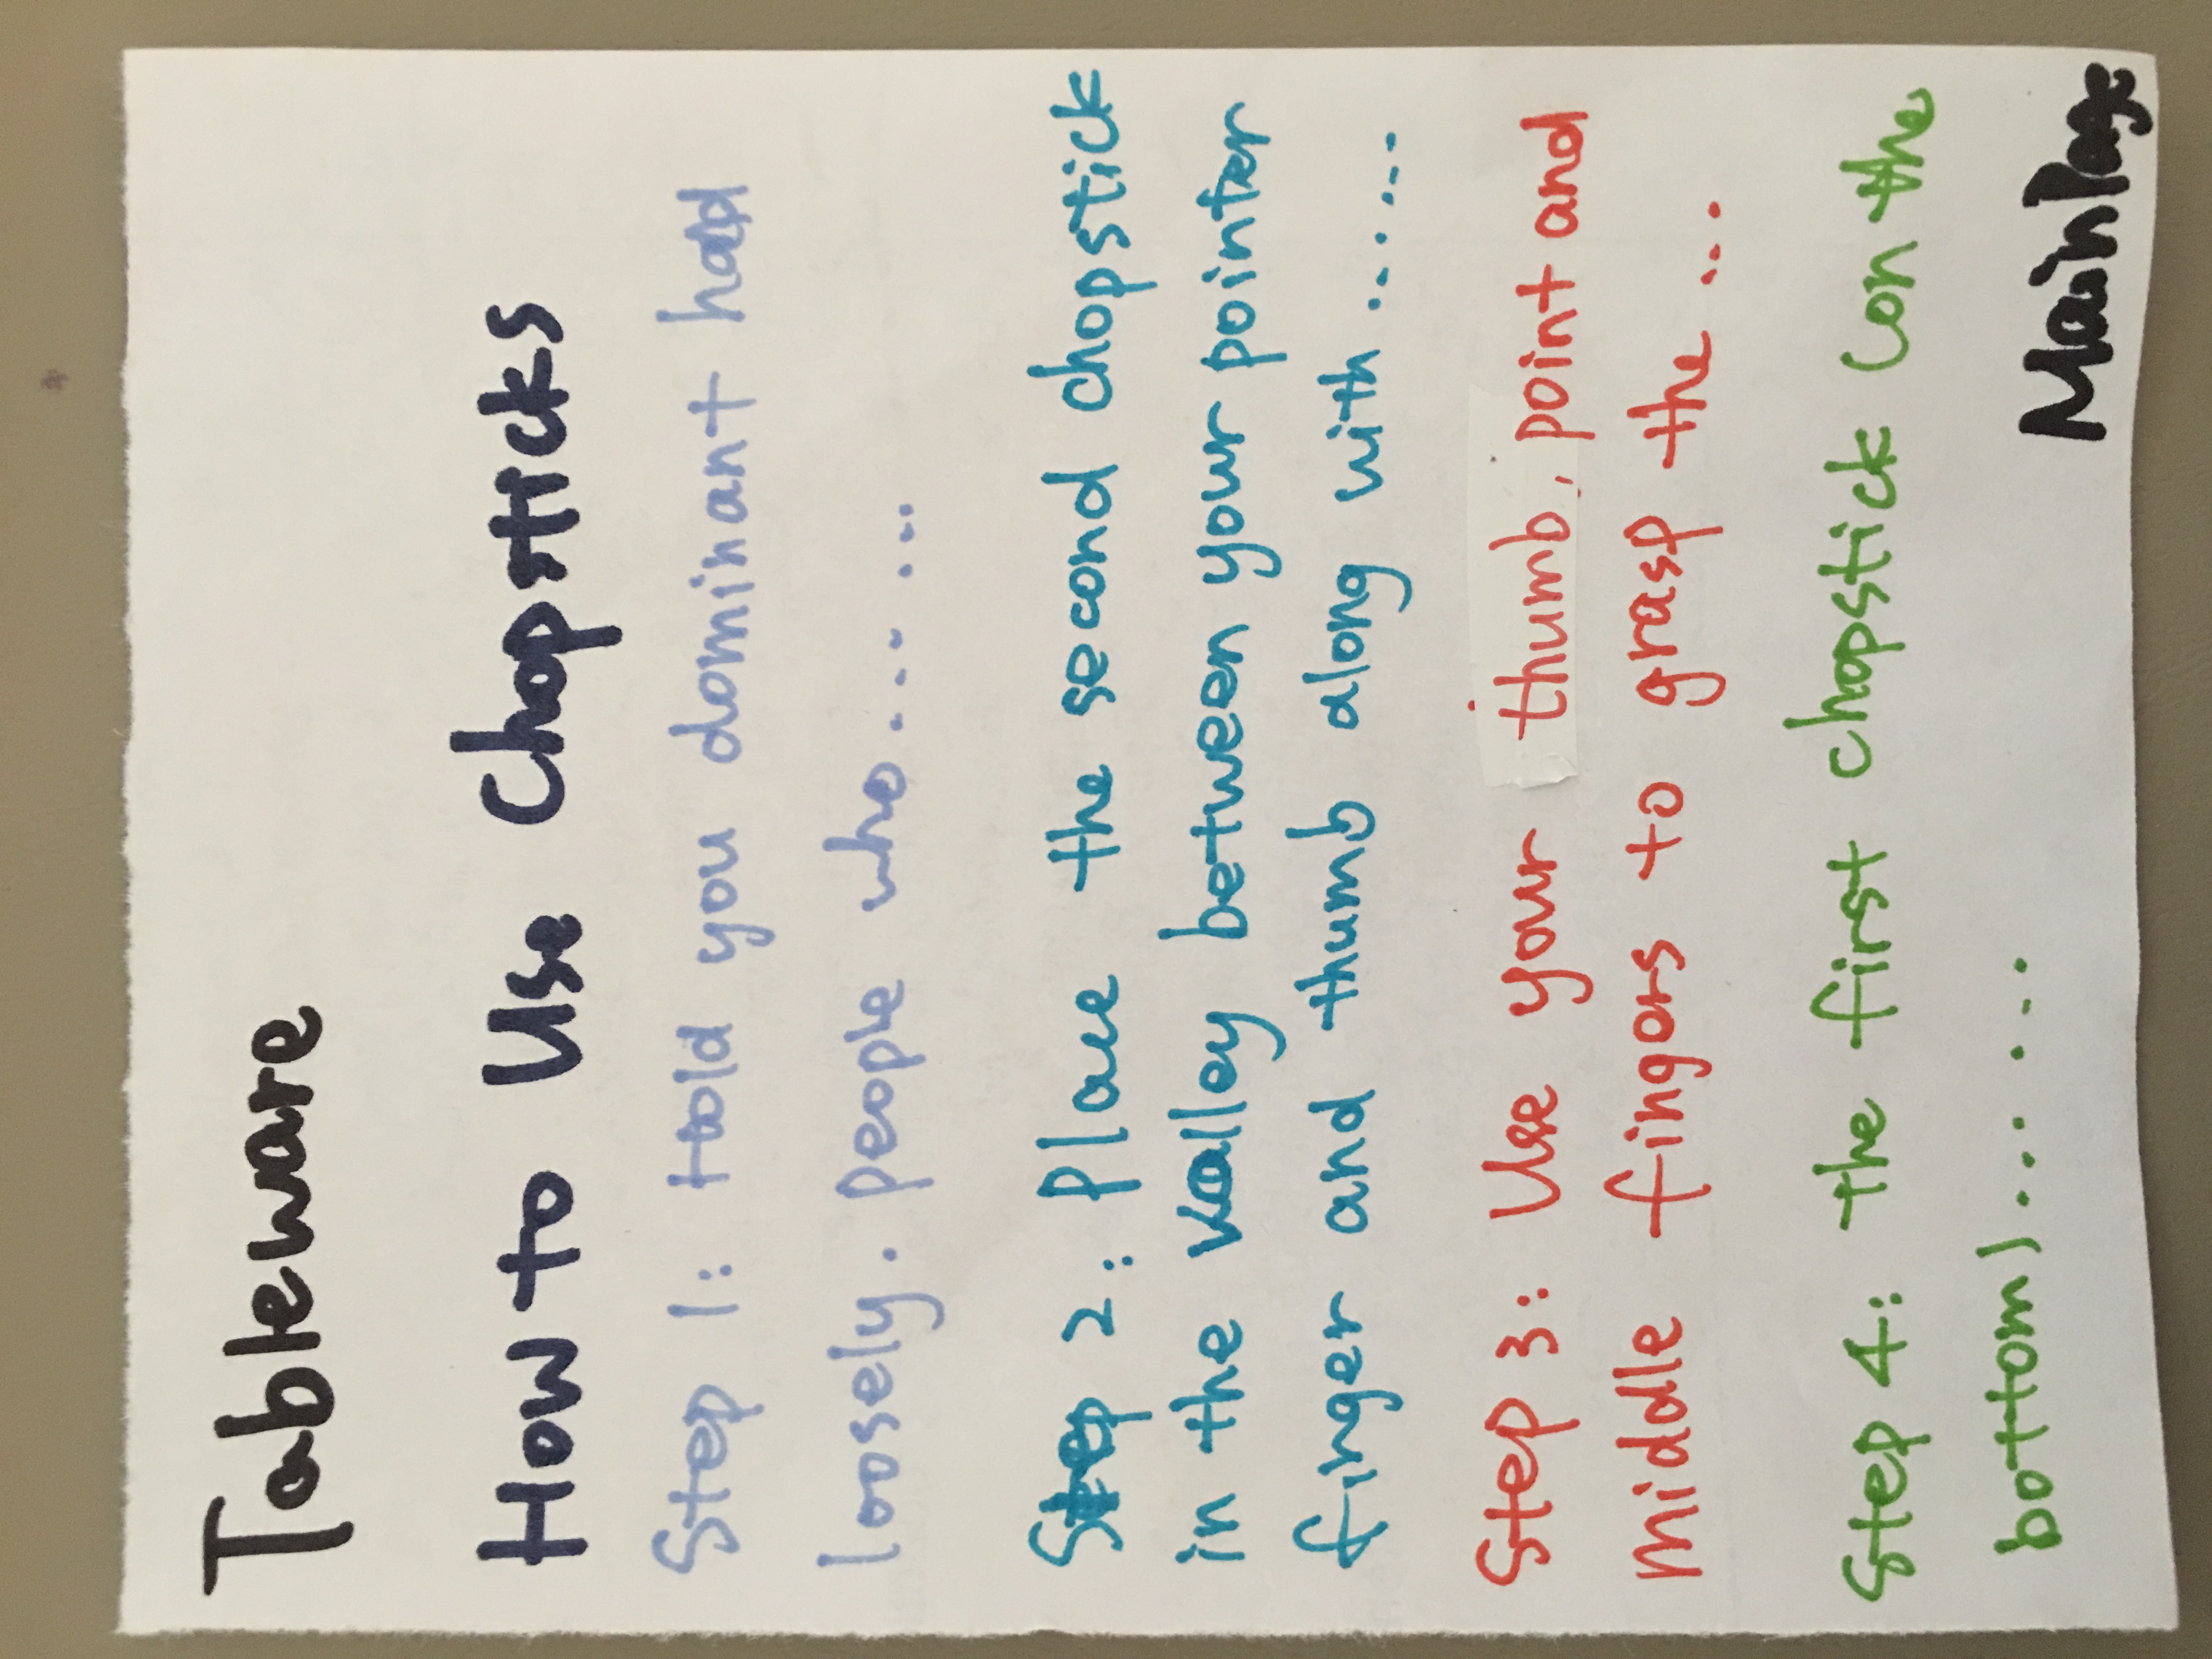 Tableware
How to Use Chopsticks
Step 1: told you dominant hand
loosely. people who.... ...
Step 2: place the second chopstick
in the valley between your pointer
finger and thumb along with ......
Step 3: Use your thumb, point and
Middle fingors to grasp the ...
Step 4: the first chopstick (on the
bottom)......
Main Page